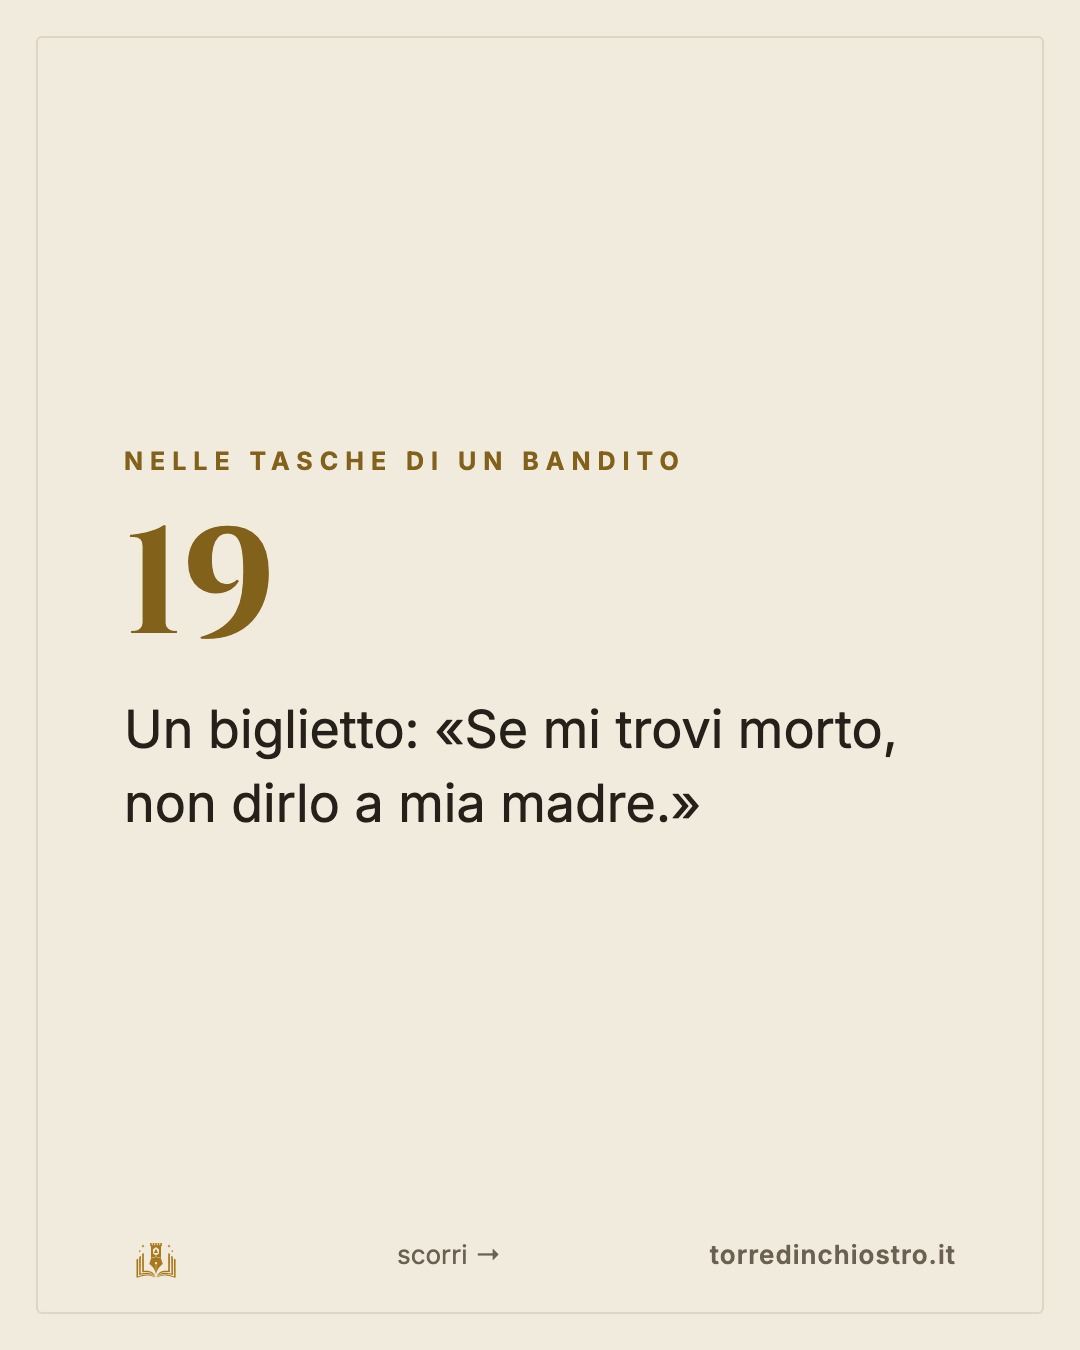 NELLE TASCHE DI UN BANDITO
19
Un biglietto: «Se mi trovi morto,
non dirlo a mia madre.»
scorri →
torredinchiostro.it